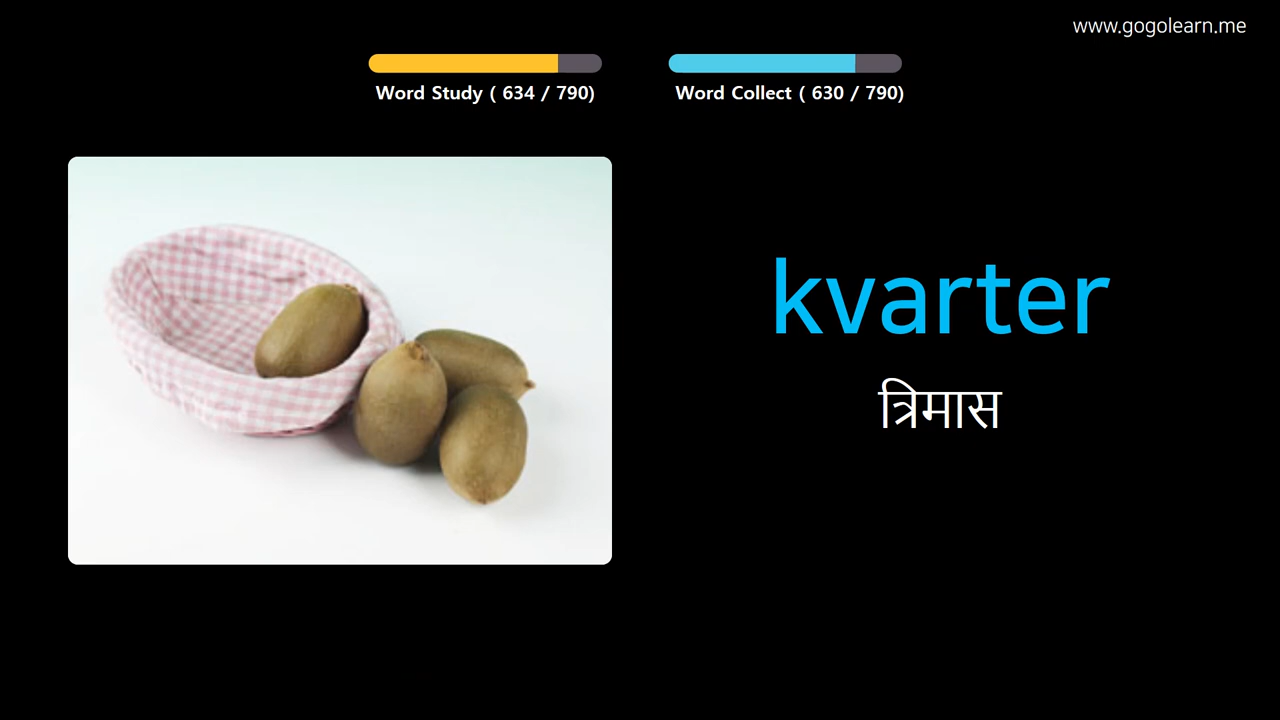 www.gogolearn.me
Word Study ( 634 / 790)
Word Collect ( 630 / 790)
kvarter
त्रिमास